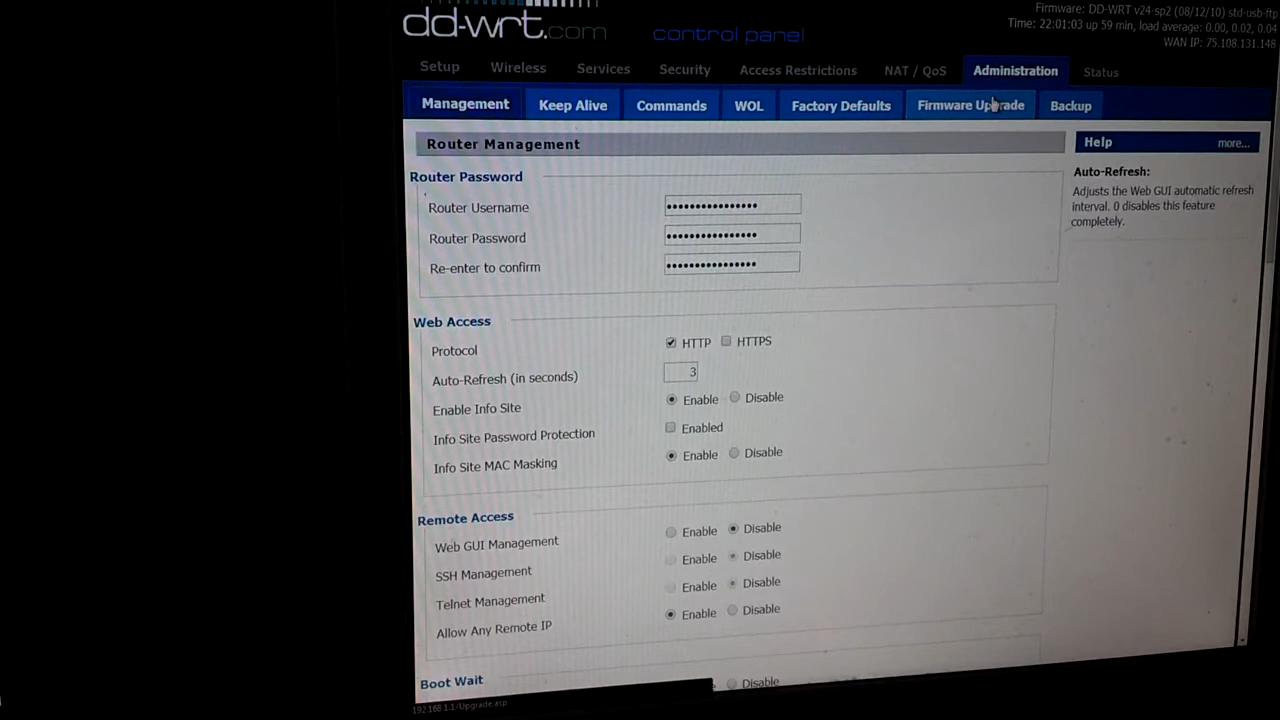 dd-wrt.com control panel
Firmware: DD-WRT v24-sp2 (08/12/10) std-usb-ftp
Time: 22:01:03 up 59 min, load average: 0.00, 0.02, 0.04
WAN IP: 75.108.131.148
Setup Wireless Services Security Access Restrictions NAT / QoS Administration Status
Management Keep Alive Commands WOL Factory Defaults Firmware Upgrade Backup
Router Management
Help more...
Router Password
Router Username ••••••••••••••••
Router Password ••••••••••••••••
Re-enter to confirm ••••••••••••••••
Auto-Refresh:
Adjusts the Web GUI automatic refresh
interval. 0 disables this feature
completely.
Web Access
Protocol HTTP HTTPS
Auto-Refresh (in seconds) 3
Enable Info Site Enable Disable
Info Site Password Protection Enabled
Info Site MAC Masking Enable Disable
Remote Access
Web GUI Management Enable Disable
SSH Management Enable Disable
Telnet Management Enable Disable
Allow Any Remote IP Enable Disable
Boot Wait
Disable
192.168.1.1/Upgrade.asp